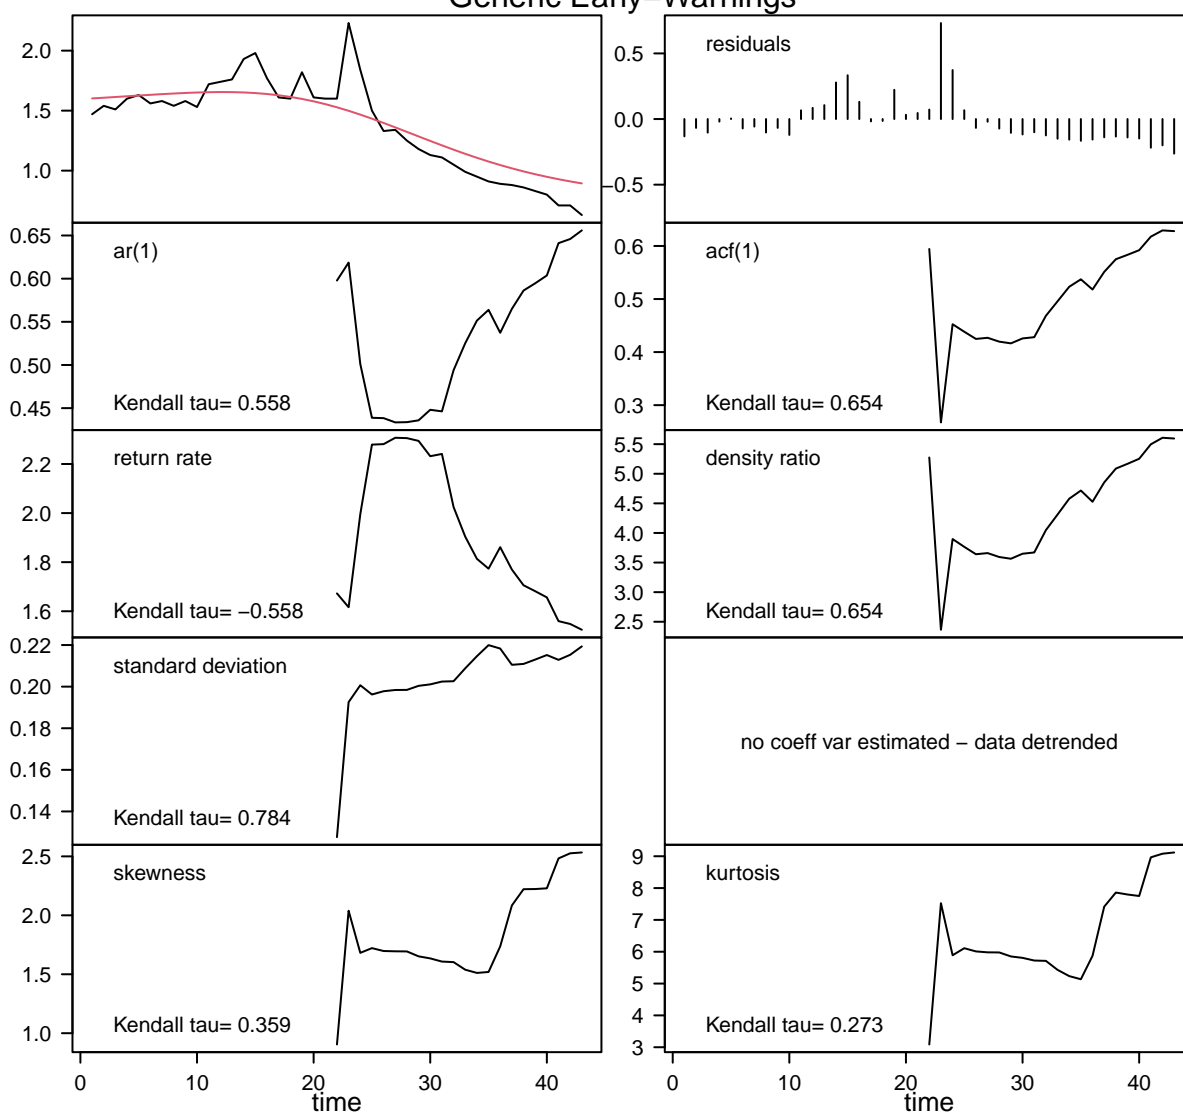 Generic Early−Warnings
2.0
1.5
1.0
residuals
0.5
0.0
−0.5
ar(1)
0.65
0.60
0.55
0.50
0.45
Kendall tau= 0.558
acf(1)
0.6
0.5
0.4
0.3
Kendall tau= 0.654
return rate
2.2
2.0
1.8
1.6
Kendall tau= −0.558
density ratio
5.5
5.0
4.5
4.0
3.5
3.0
2.5
Kendall tau= 0.654
standard deviation
0.22
0.20
0.18
0.16
0.14
Kendall tau= 0.784
no coeff var estimated − data detrended
skewness
2.5
2.0
1.5
1.0
Kendall tau= 0.359
kurtosis
9
8
7
6
5
4
3
Kendall tau= 0.273
0 10 20 30 40
time
0 10 20 30 40
time